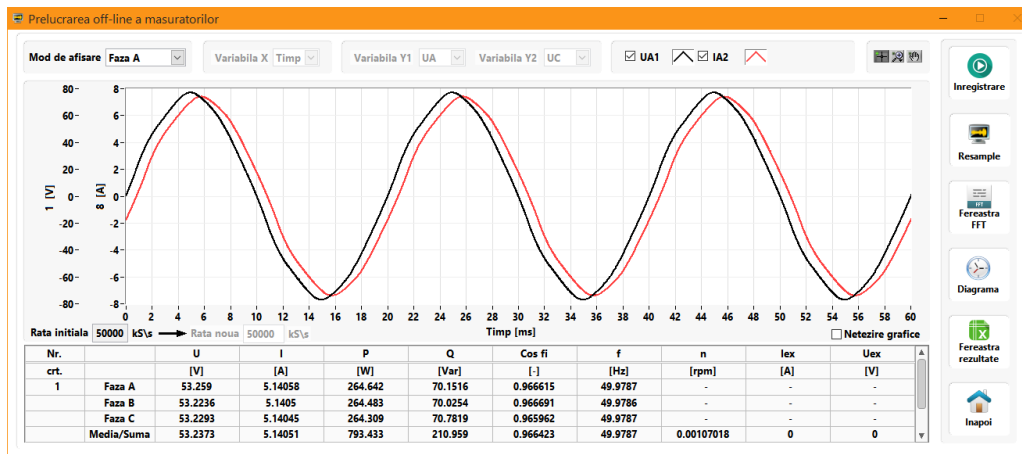 Prelucrarea off-line a masuratorilor
Mod de afisare Faza A Variabila X Timp Variabila Y1 UA Variabila Y2 UC UA1 IA2
Inregistrare
Resample
FFT
Fereastra
FFT
Diagrama
Fereastra
rezultate
Inapoi
1 [V]
80
60
40
20
0
-20
-40
-60
-80
8 [A]
8
6
4
2
0
-2
-4
-6
-8
0 2 4 6 8 10 12 14 16 18 20 22 24 26 28 30 32 34 36 38 40 42 44 46 48 50 52 54 56 58 60
Timp [ms]
Rata initiala 50000 kS\s Rata noua 50000 kS\s
Netezire grafice
Nr. U I P Q Cos fi f n Iex Uex
crt. [V] [A] [W] [Var] [-] [Hz] [rpm] [A] [V]
1 Faza A 53.259 5.14058 264.642 70.1516 0.966615 49.9787 - - -
Faza B 53.2236 5.1405 264.483 70.0254 0.966691 49.9786 - - -
Faza C 53.2293 5.14045 264.309 70.7819 0.965962 49.9787 - - -
Media/Suma 53.2373 5.14051 793.433 210.959 0.966423 49.9787 0.00107018 0 0